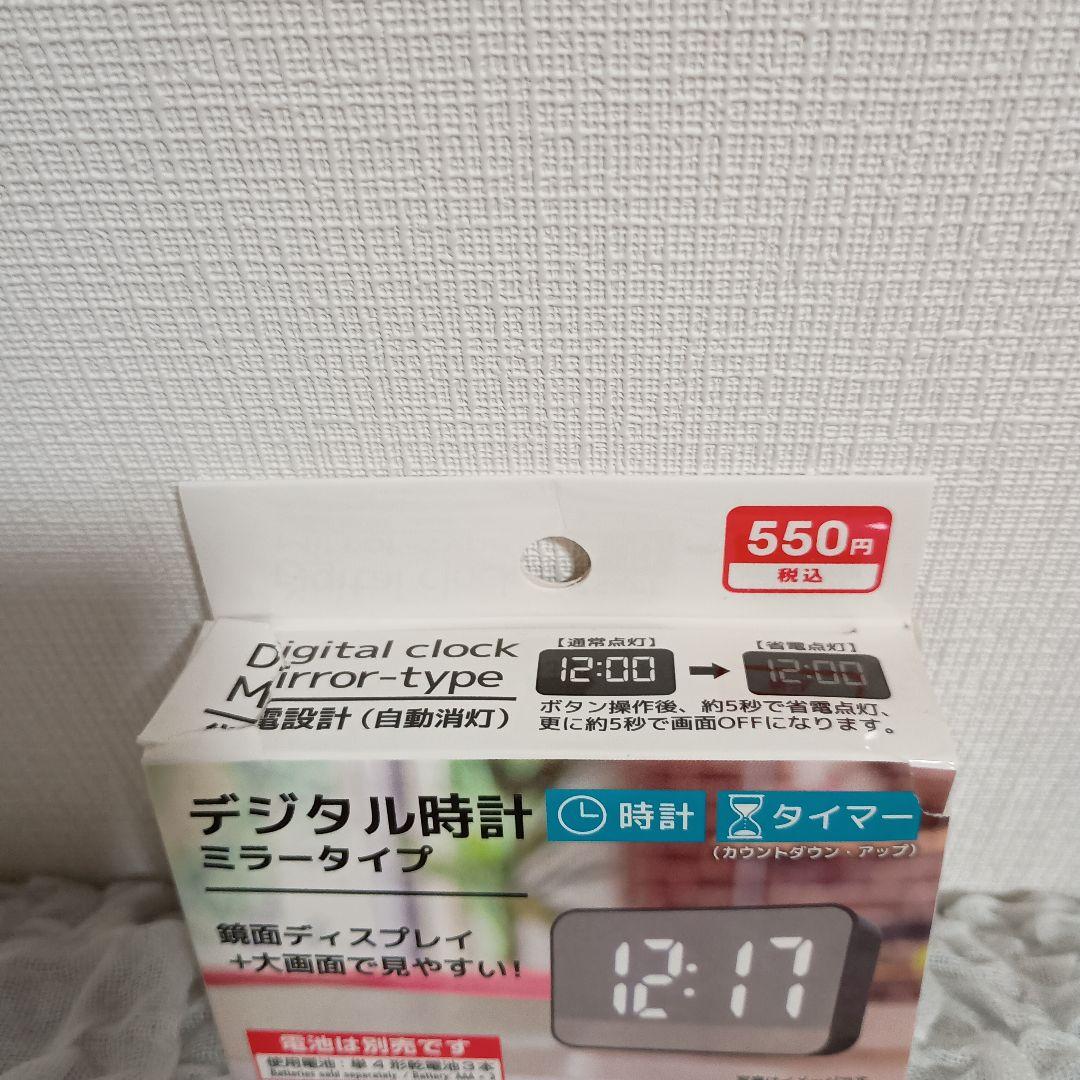 550円
税込
Digital clock
Mirror-type
電設計（自動消灯）
【通常点灯】
12:00
【省電点灯】
12:00
ボタン操作後、約5秒で省電点灯、
更に約5秒で画面OFFになります。
デジタル時計
ミラータイプ
時計
タイマー
（カウントダウン・アップ）
鏡面ディスプレイ
+大画面で見やすい!
12:17
電池は別売です
使用電池：単4形乾電池3本
Batteries sold separately / Battery AAA × 3